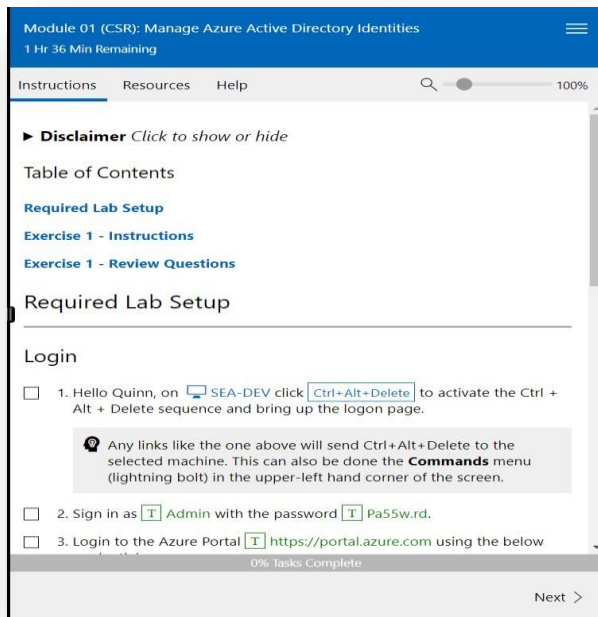 Module 01 (CSR): Manage Azure Active Directory Identities
1 Hr 36 Min Remaining
Instructions Resources Help 100%
▶ Disclaimer Click to show or hide
Table of Contents
Required Lab Setup
Exercise 1 - Instructions
Exercise 1 - Review Questions
Required Lab Setup
Login
1. Hello Quinn, on SEA-DEV click Ctrl+Alt+Delete to activate the Ctrl +
Alt + Delete sequence and bring up the logon page.
Any links like the one above will send Ctrl+Alt+Delete to the
selected machine. This can also be done the Commands menu
(lightning bolt) in the upper-left hand corner of the screen.
2. Sign in as T Admin with the password T Pa55w.rd.
3. Login to the Azure Portal T https://portal.azure.com using the below
0% Tasks Complete
Next >